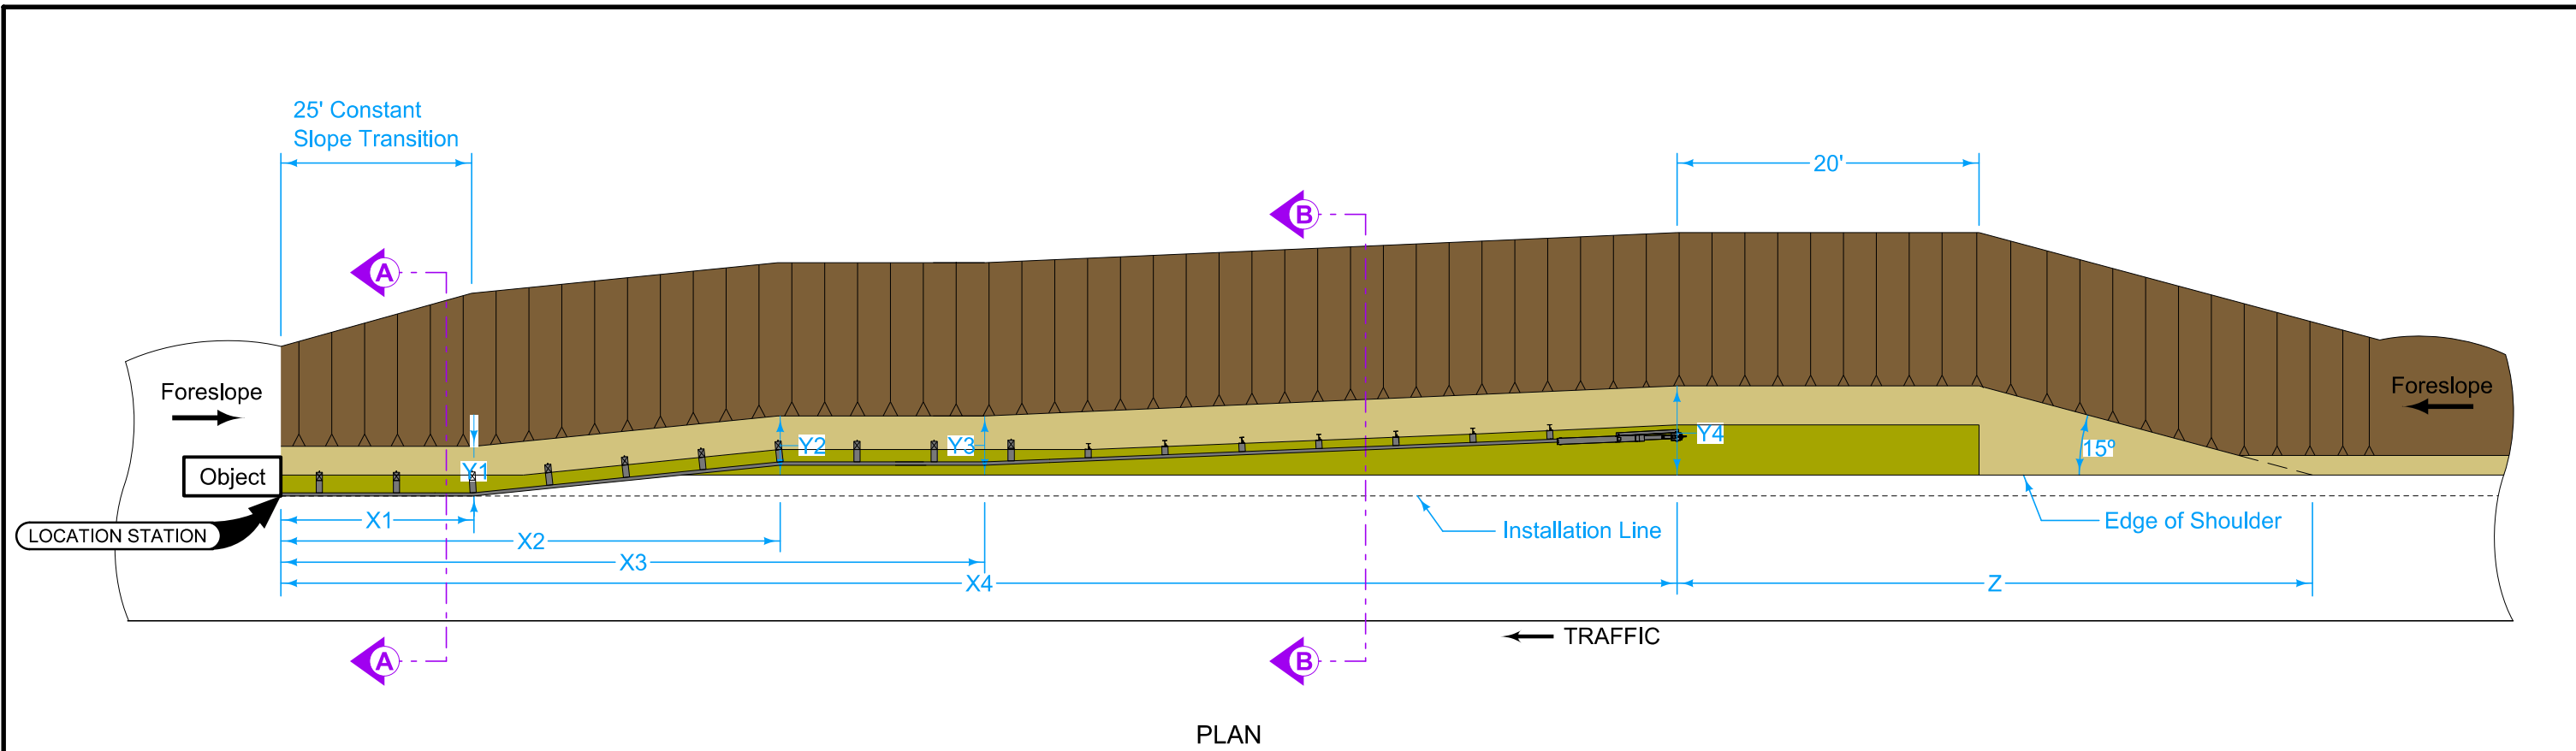 25' Constant
Slope Transition
20'
B
A
Foreslope
Foreslope
Y2
Y3
Y4
15º
Y1
Object
X1
LOCATION STATION
X2
Installation Line
Edge of Shoulder
X3
X4
Z
TRAFFIC
A
B
PLAN